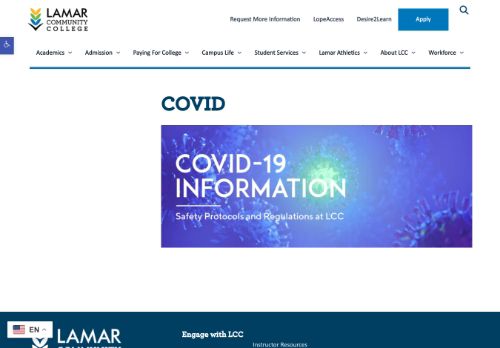 LAMAR
COMMUNITY
COLLEGE
Request More Information LopeAccess Desire2Learn Apply
Academics Admission Paying For College Campus Life Student Services Lamar Athletics About LCC Workforce
COVID
COVID-19
INFORMATION
Safety Protocols and Regulations at LCC
LAMAR
Engage with LCC
Instructor Resources
EN